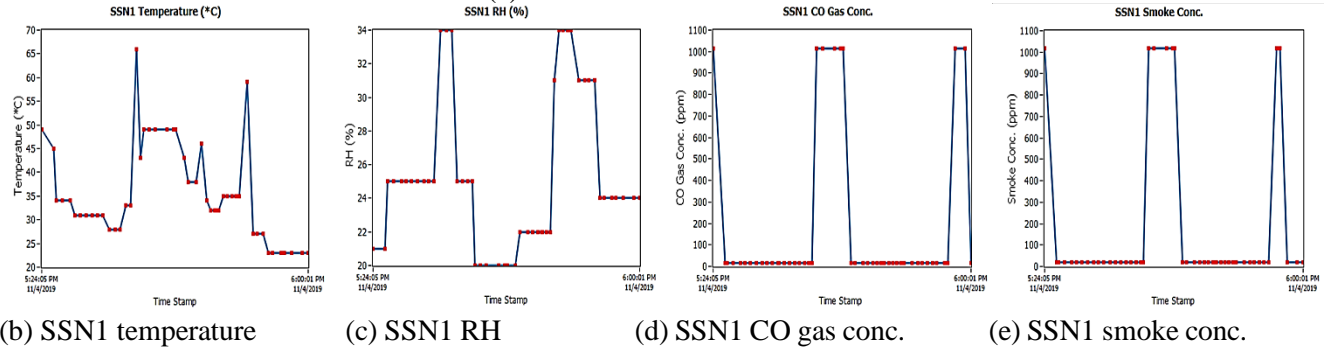 SSN1 Temperature (*C)
70
65
60
55
50
45
40
35
30
25
20
Temperature (*C)
5:24:05 PM
11/4/2019
6:00:01 PM
11/4/2019
Time Stamp
SSN1 RH (%)
34
32
30
28
26
24
22
20
RH (%)
5:24:05 PM
11/4/2019
6:00:01 PM
11/4/2019
Time Stamp
SSN1 CO Gas Conc.
1100
1000
900
800
700
600
500
400
300
200
100
0
CO Gas Conc. (ppm)
5:24:05 PM
11/4/2019
6:00:01 PM
11/4/2019
Time Stamp
SSN1 Smoke Conc.
1100
1000
900
800
700
600
500
400
300
200
100
0
Smoke Conc. (ppm)
5:24:05 PM
11/4/2019
6:00:01 PM
11/4/2019
Time Stamp
(b) SSN1 temperature
(c) SSN1 RH
(d) SSN1 CO gas conc.
(e) SSN1 smoke conc.